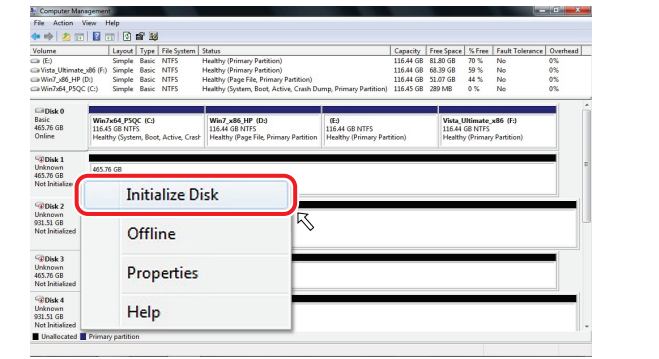 Computer Management
File Action View Help
Volume Layout Type File System Status Capacity Free Space % Free Fault Tolerance Overhead
(E:) Simple Basic NTFS Healthy (Primary Partition) 116.44 GB 81.80 GB 70 % No 0%
Vista_Ultimate_x86 (F:) Simple Basic NTFS Healthy (Primary Partition) 116.44 GB 68.39 GB 59 % No 0%
Win7_x86_HP (D:) Simple Basic NTFS Healthy (Page File, Primary Partition) 116.44 GB 51.07 GB 44 % No 0%
Win7x64_P5QC (C:) Simple Basic NTFS Healthy (System, Boot, Active, Crash Dump, Primary Partition) 116.45 GB 289 MB 0 % No 0%
Disk 0
Basic
465.76 GB
Online
Win7x64_P5QC (C:)
116.45 GB NTFS
Healthy (System, Boot, Active, Crash
Win7_x86_HP (D:)
116.44 GB NTFS
Healthy (Page File, Primary Partition
(E:)
116.44 GB NTFS
Healthy (Primary Partition)
Vista_Ultimate_x86 (F:)
116.44 GB NTFS
Healthy (Primary Partition)
Disk 1
Unknown
465.76 GB
Not Initialize
465.76 GB
Disk 2
Unknown
931.51 GB
Not Initialized
Disk 3
Unknown
465.76 GB
Not Initialized
Disk 4
Unknown
931.51 GB
Not Initialized
Initialize Disk
Offline
Properties
Help
Unallocated Primary partition